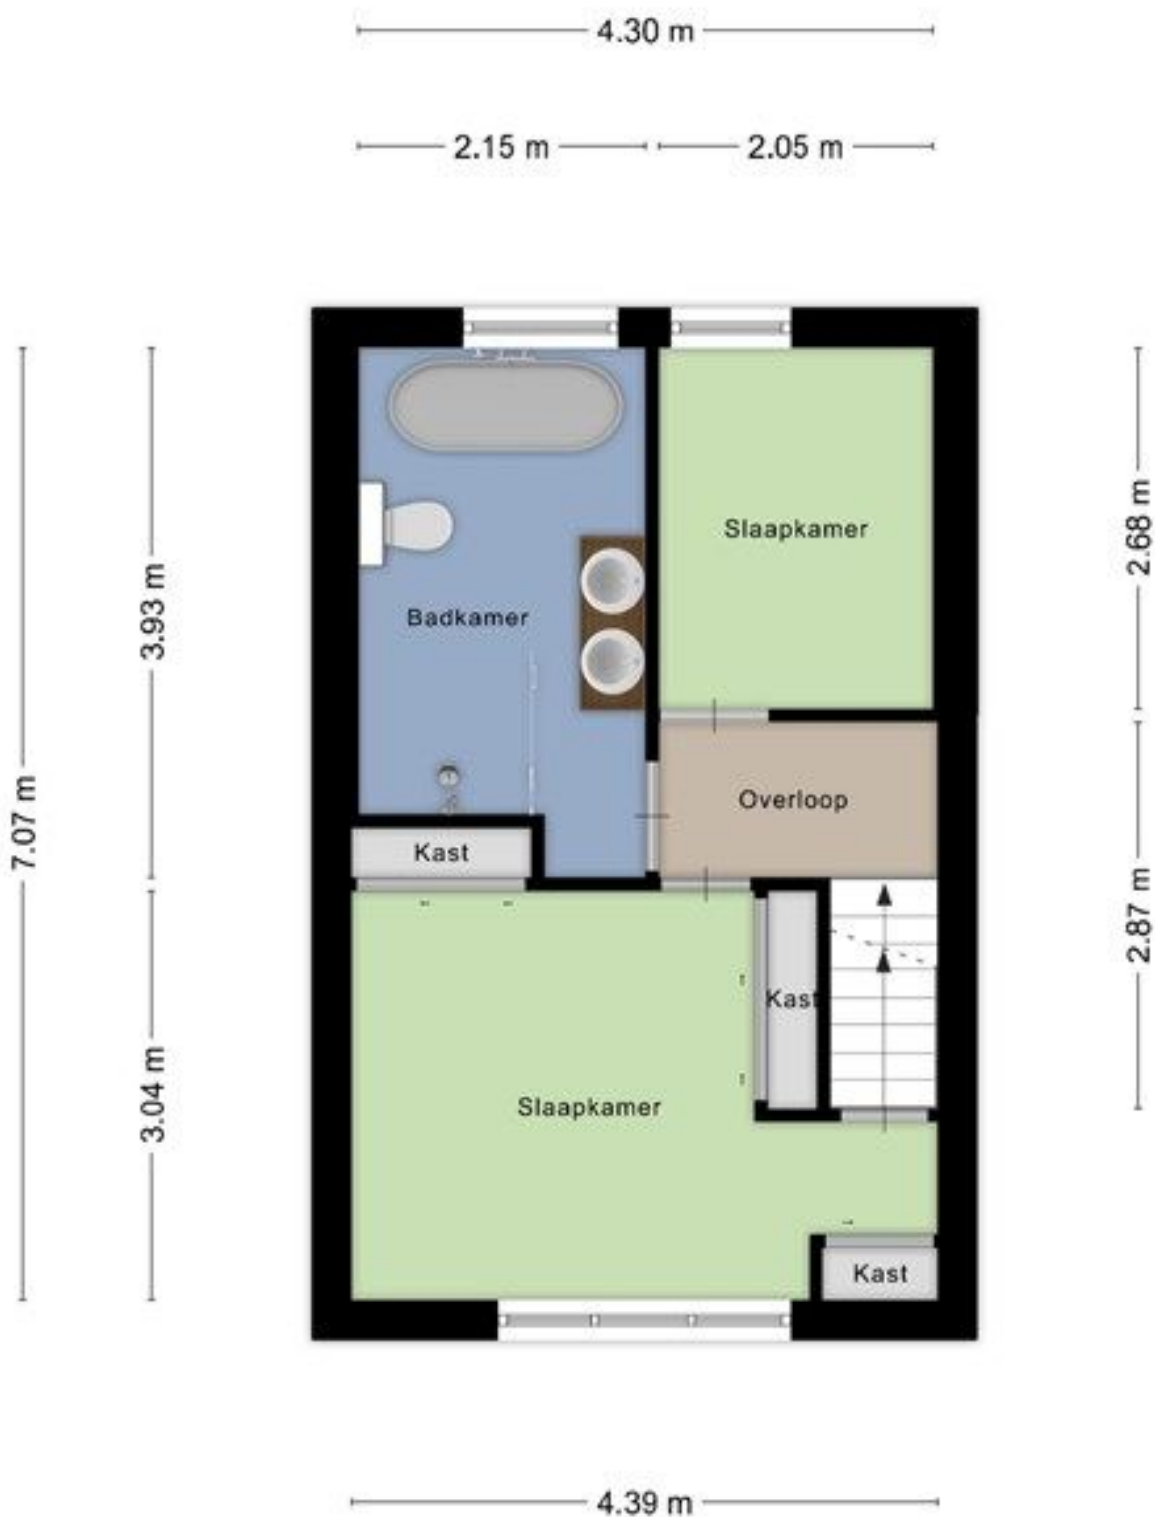 4.30 m
2.15 m
2.05 m
Slaapkamer
2.68 m
3.93 m
Badkamer
7.07 m
Overloop
Kast
2.87 m
Kast
3.04 m
Slaapkamer
Kast
4.39 m